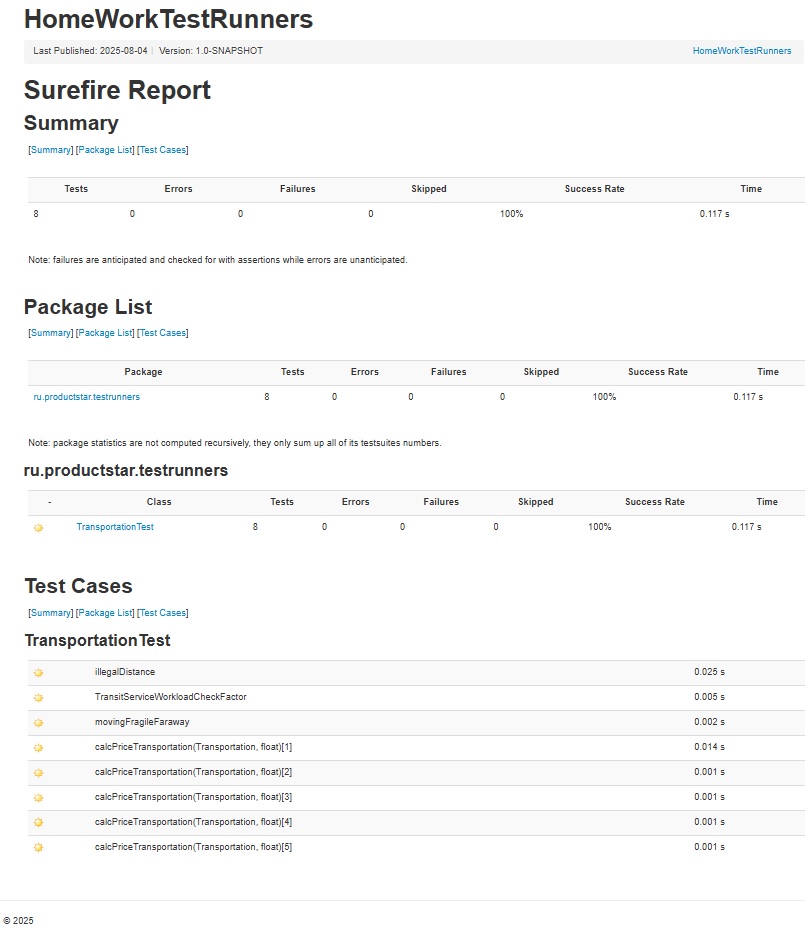 HomeWorkTestRunners
Last Published: 2025-08-04 | Version: 1.0-SNAPSHOT HomeWorkTestRunners
Surefire Report
Summary
[Summary] [Package List] [Test Cases]
Tests Errors Failures Skipped Success Rate Time
8 0 0 0 100% 0.117 s
Note: failures are anticipated and checked for with assertions while errors are unanticipated.
Package List
[Summary] [Package List] [Test Cases]
Package Tests Errors Failures Skipped Success Rate Time
ru.productstar.testrunners 8 0 0 0 100% 0.117 s
Note: package statistics are not computed recursively, they only sum up all of its testsuites numbers.
ru.productstar.testrunners
- Class Tests Errors Failures Skipped Success Rate Time
TransportationTest 8 0 0 0 100% 0.117 s
Test Cases
[Summary] [Package List] [Test Cases]
TransportationTest
illegalDistance 0.025 s
TransitServiceWorkloadCheckFactor 0.005 s
movingFragileFaraway 0.002 s
calcPriceTransportation(Transportation, float)[1] 0.014 s
calcPriceTransportation(Transportation, float)[2] 0.001 s
calcPriceTransportation(Transportation, float)[3] 0.001 s
calcPriceTransportation(Transportation, float)[4] 0.001 s
calcPriceTransportation(Transportation, float)[5] 0.001 s
© 2025